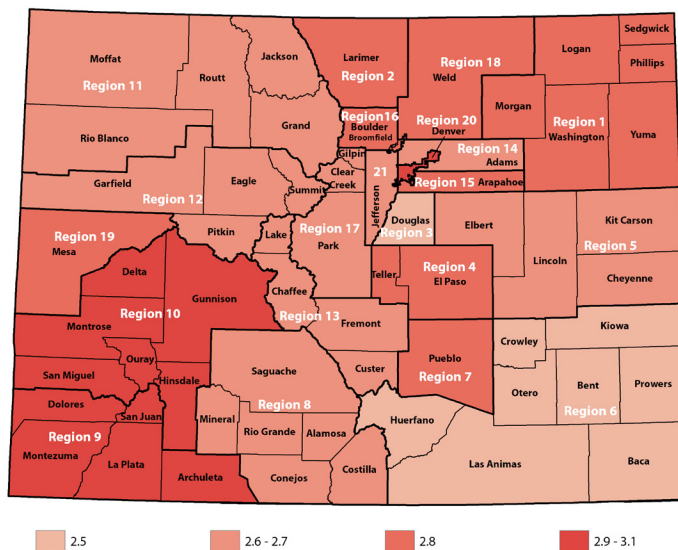 Moffat
Region 11
Routt
Jackson
Larimer
Region 2
Region 18
Weld
Logan
Sedgwick
Phillips
Morgan
Region 1
Washington
Yuma
Rio Blanco
Grand
Region16
Boulder
Broomfield
Region 20
Denver
Gilpin
Region 14
Adams
Clear
Creek
21
Jefferson
Region 15
Arapahoe
Garfield
Region 12
Eagle
Summit
Douglas
Region 3
Elbert
Kit Carson
Region 5
Region 19
Mesa
Pitkin
Lake
Region 17
Park
Lincoln
Cheyenne
Delta
Gunnison
Teller
Region 4
El Paso
Region 10
Chaffee
Region 13
Fremont
Montrose
Crowley
Kiowa
Ouray
Saguache
Custer
Pueblo
Region 7
San Miguel
Hinsdale
Otero
Bent
Prowers
Region 6
Dolores
San Juan
Mineral
Region 8
Rio Grande
Alamosa
Huerfano
Region 9
Montezuma
La Plata
Archuleta
Conejos
Costilla
Las Animas
Baca
2.5
2.6 - 2.7
2.8
2.9 - 3.1